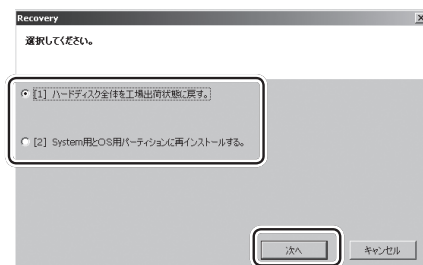 Recovery
選択してください。
[1] ハードディスク全体を工場出荷状態に戻す。
[2] System用とOS用パーティションに再インストールする。
次へ
キャンセル